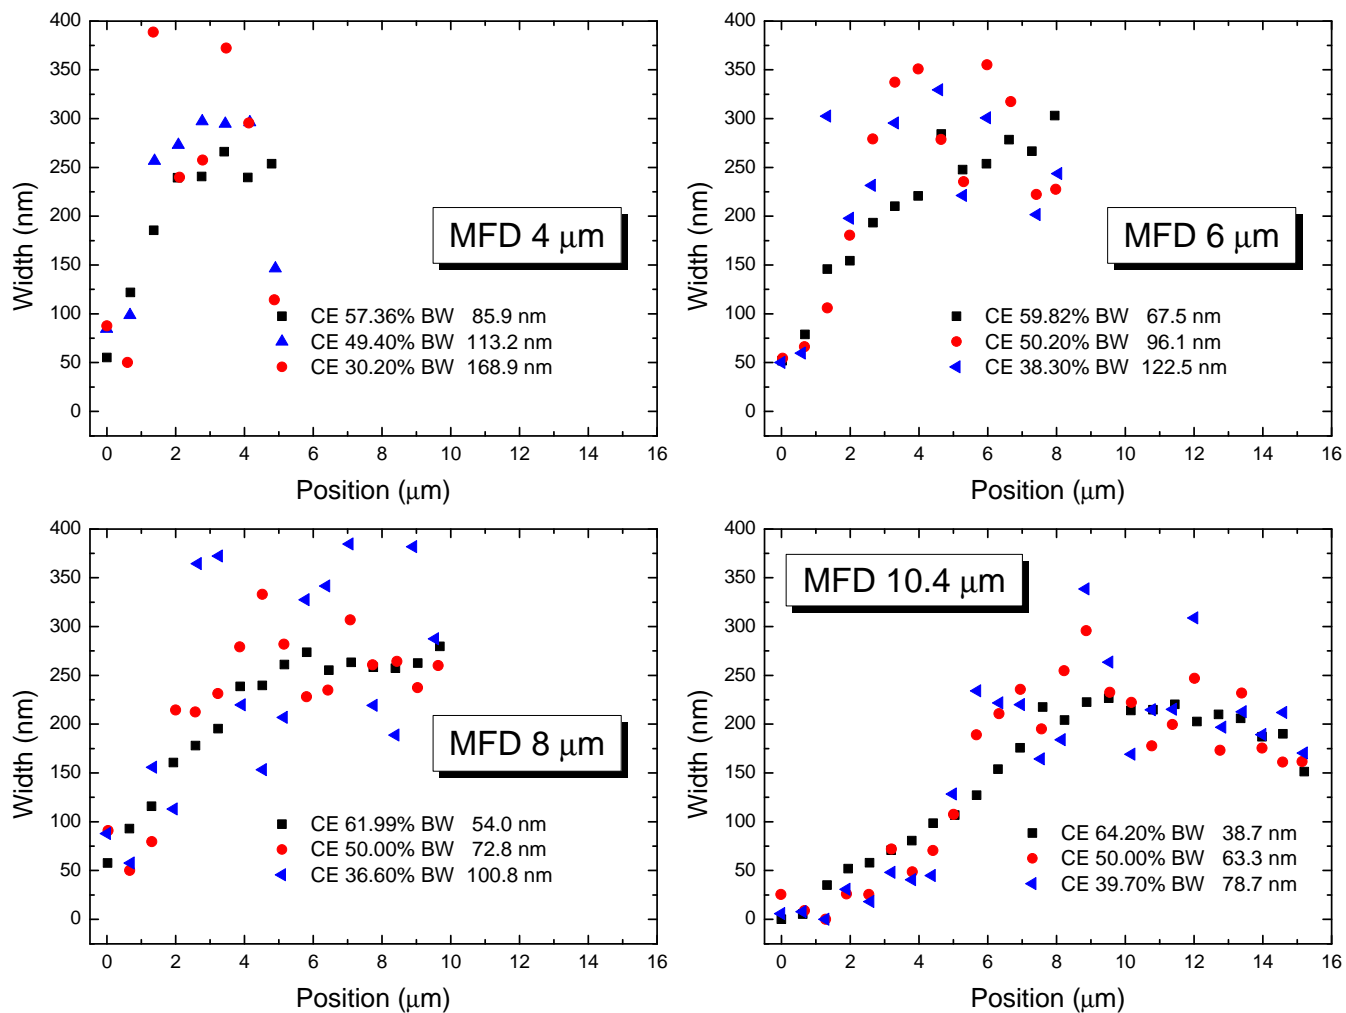 400
350
300
250
200
150
100
50
0
Width (nm)
MFD 4 μm
CE 57.36% BW 85.9 nm
CE 49.40% BW 113.2 nm
CE 30.20% BW 168.9 nm
0 2 4 6 8 10 12 14 16
Position (μm)
400
350
300
250
200
150
100
50
0
Width (nm)
MFD 6 μm
CE 59.82% BW 67.5 nm
CE 50.20% BW 96.1 nm
CE 38.30% BW 122.5 nm
0 2 4 6 8 10 12 14 16
Position (μm)
400
350
300
250
200
150
100
50
0
Width (nm)
MFD 8 μm
CE 61.99% BW 54.0 nm
CE 50.00% BW 72.8 nm
CE 36.60% BW 100.8 nm
0 2 4 6 8 10 12 14 16
Position (μm)
400
350
300
250
200
150
100
50
0
Width (nm)
MFD 10.4 μm
CE 64.20% BW 38.7 nm
CE 50.00% BW 63.3 nm
CE 39.70% BW 78.7 nm
0 2 4 6 8 10 12 14 16
Position (μm)